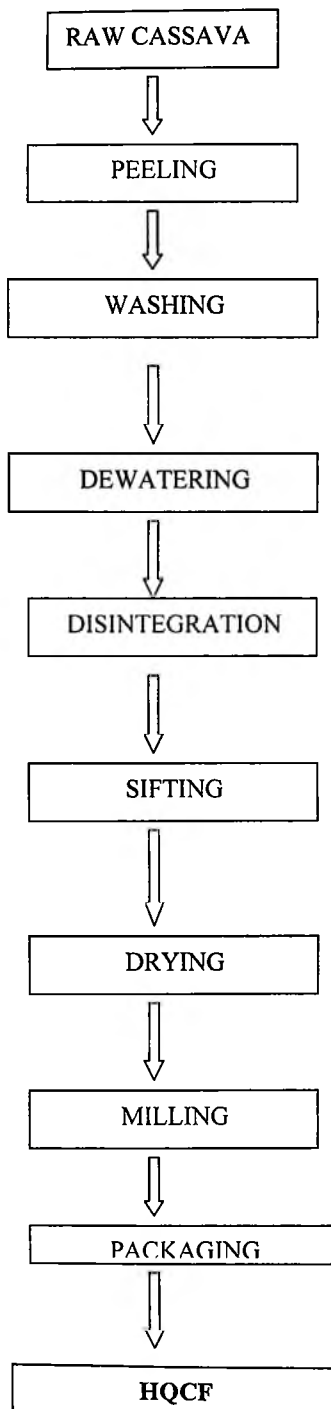 RAW CASSAVA
PEELING
WASHING
DEWATERING
DISINTEGRATION
SIFTING
DRYING
MILLING
PACKAGING
HQCF